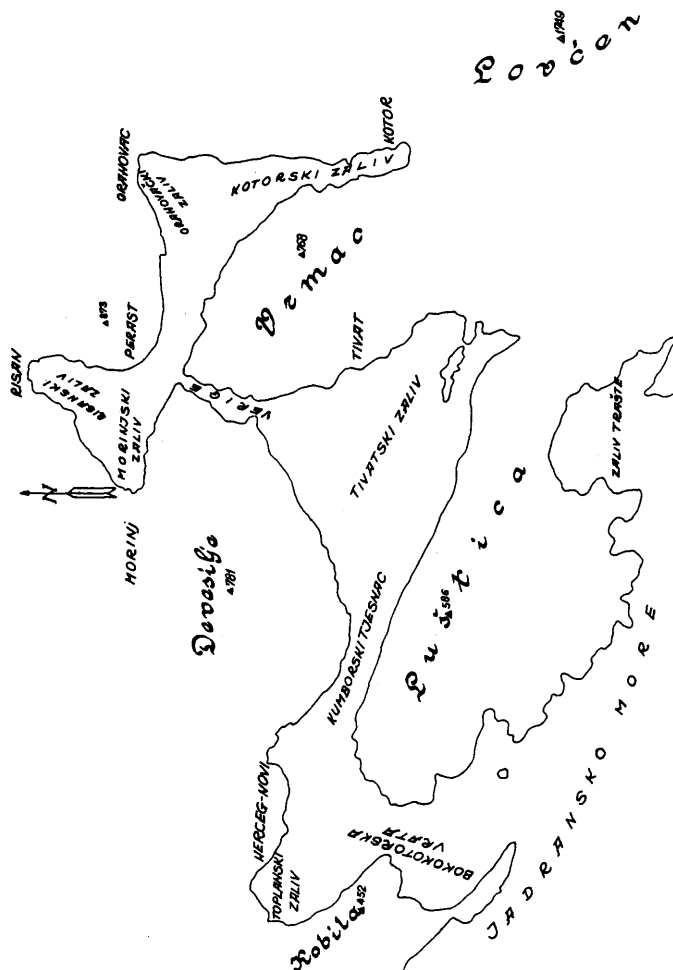 Lovćen
▵1749
KOTOR
ORAHOVAC
ORAHOVAČKI
ZALIV
KOTORSKI ZALIV
▵768
Vrmac
▵873
PERAST
RISAN
RISANSKI
ZALIV
MORINJSKI
ZALIV
VERIGE
TIVAT
N
MORINJ
TIVATSKI ZALIV
ZALIV TRAŠTE
Devesilje
▵781
Luštica
▵586
KUMBORSKI TJESNAC
HERCEG-NOVI
TOPLANSKI
ZALIV
BOKOKOTORSKA
VRATA
Kobila
▵452
JADRANSKO MORE